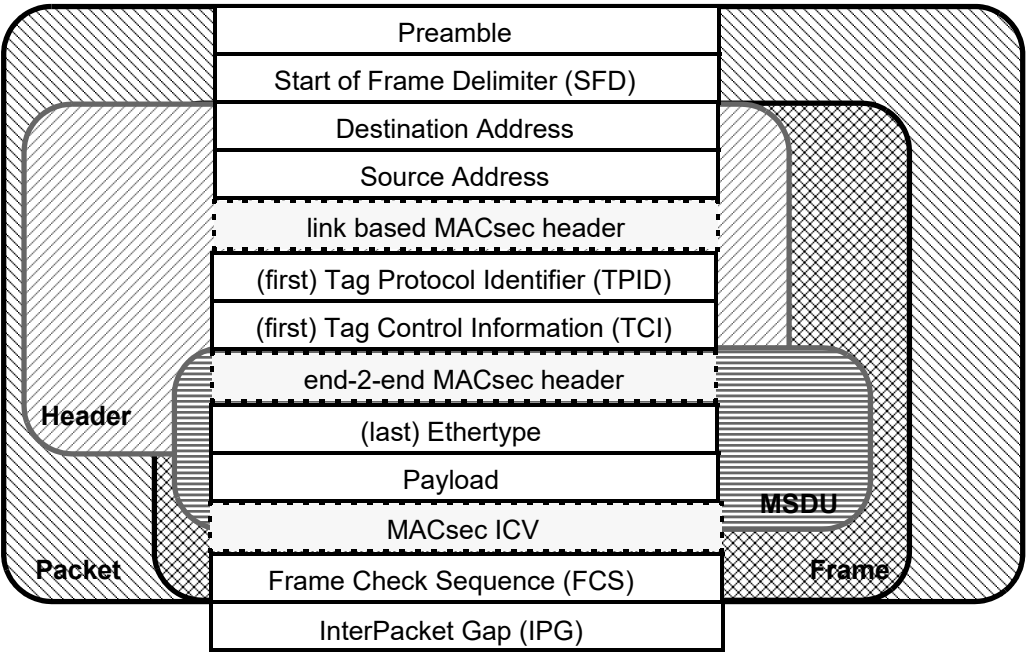 Preamble
Start of Frame Delimiter (SFD)
Destination Address
Source Address
link based MACsec header
(first) Tag Protocol Identifier (TPID)
(first) Tag Control Information (TCI)
end-2-end MACsec header
Header
(last) Ethertype
Payload
MSDU
MACsec ICV
Packet
Frame
Frame Check Sequence (FCS)
InterPacket Gap (IPG)